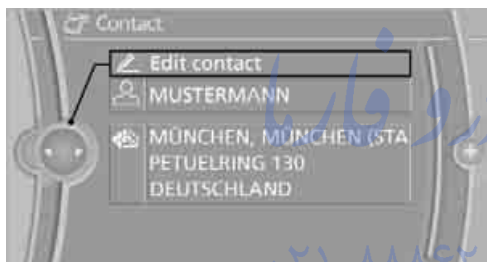 Contact
Edit contact
MUSTERMANN
MÜNCHEN, MÜNCHEN (STA
PETUELRING 130
DEUTSCHLAND